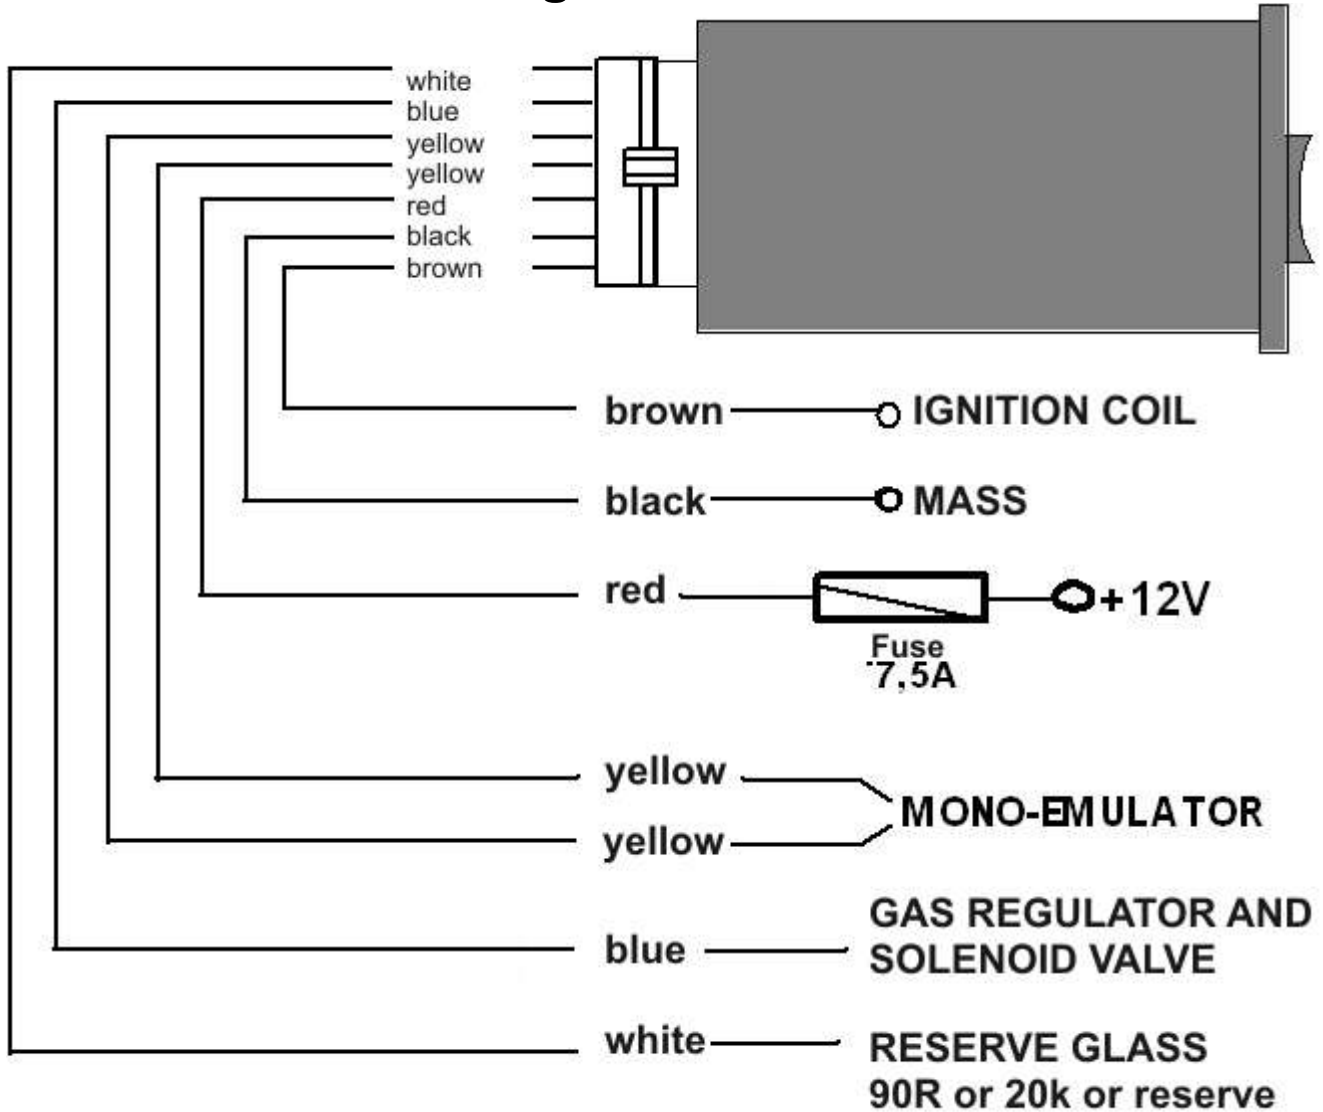 white
blue
yellow
yellow
red
black
brown
brown IGNITION COIL
black MASS
red +12V
Fuse
7,5A
yellow
MONO-EMULATOR
yellow
GAS REGULATOR AND
blue SOLENOID VALVE
white RESERVE GLASS
90R or 20k or reserve